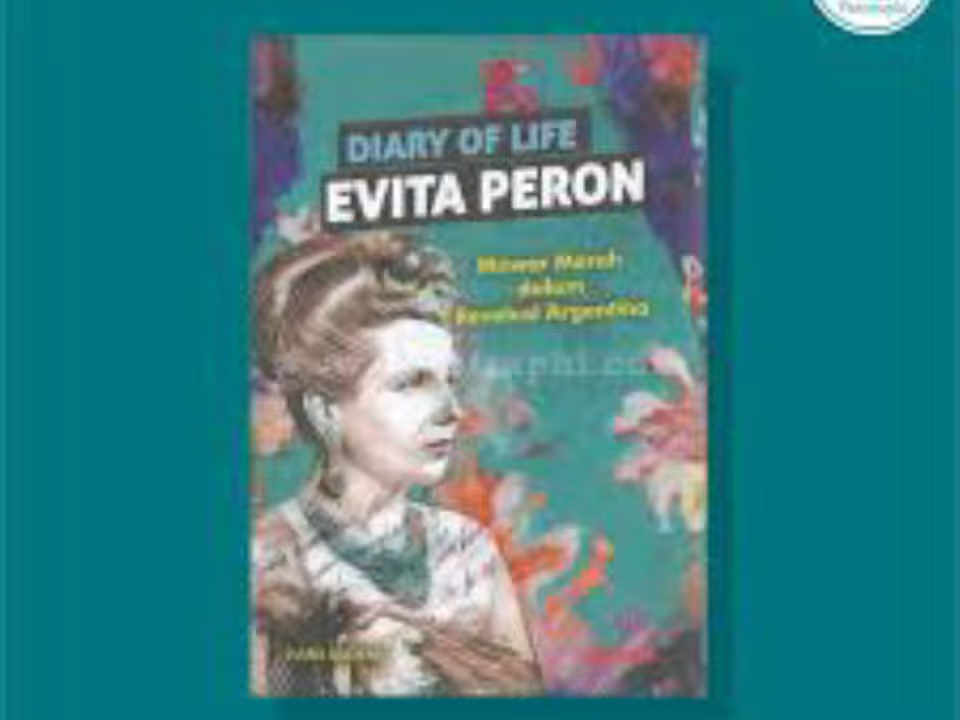 DIARY OF LIFE
EVITA PERON
Mawar Merah
dalam
Revolusi Argentina